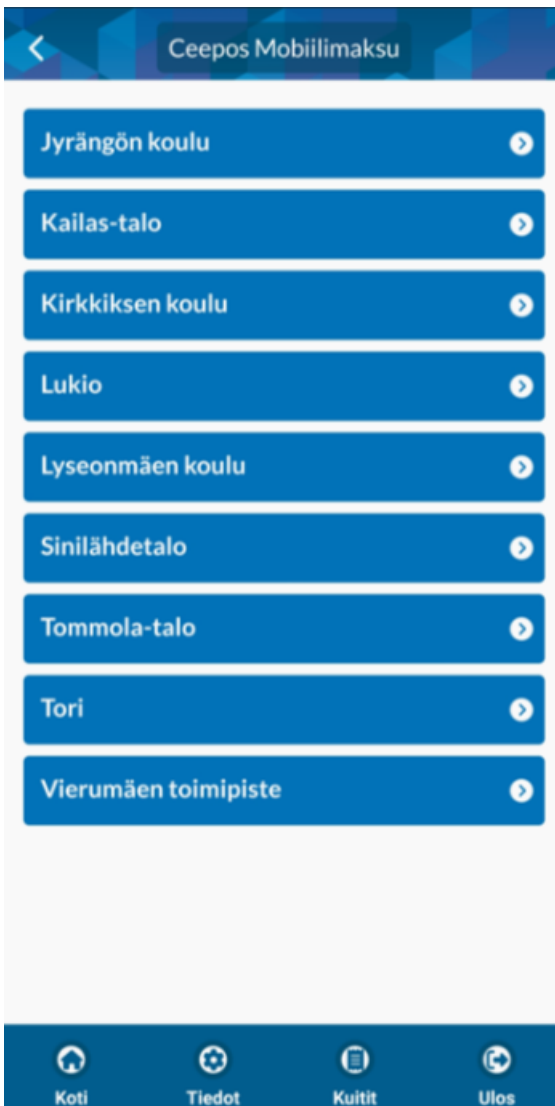 Ceepos Mobiilimaksu
Jyrängön koulu
Kailas-talo
Kirkkiksen koulu
Lukio
Lyseonmäen koulu
Sinilähdetalo
Tommola-talo
Tori
Vierumäen toimipiste
Koti Tiedot Kuitit Ulos